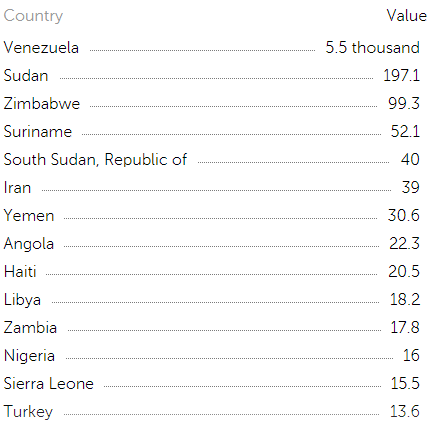 Country Value
Venezuela 5.5 thousand
Sudan 197.1
Zimbabwe 99.3
Suriname 52.1
South Sudan, Republic of 40
Iran 39
Yemen 30.6
Angola 22.3
Haiti 20.5
Libya 18.2
Zambia 17.8
Nigeria 16
Sierra Leone 15.5
Turkey 13.6